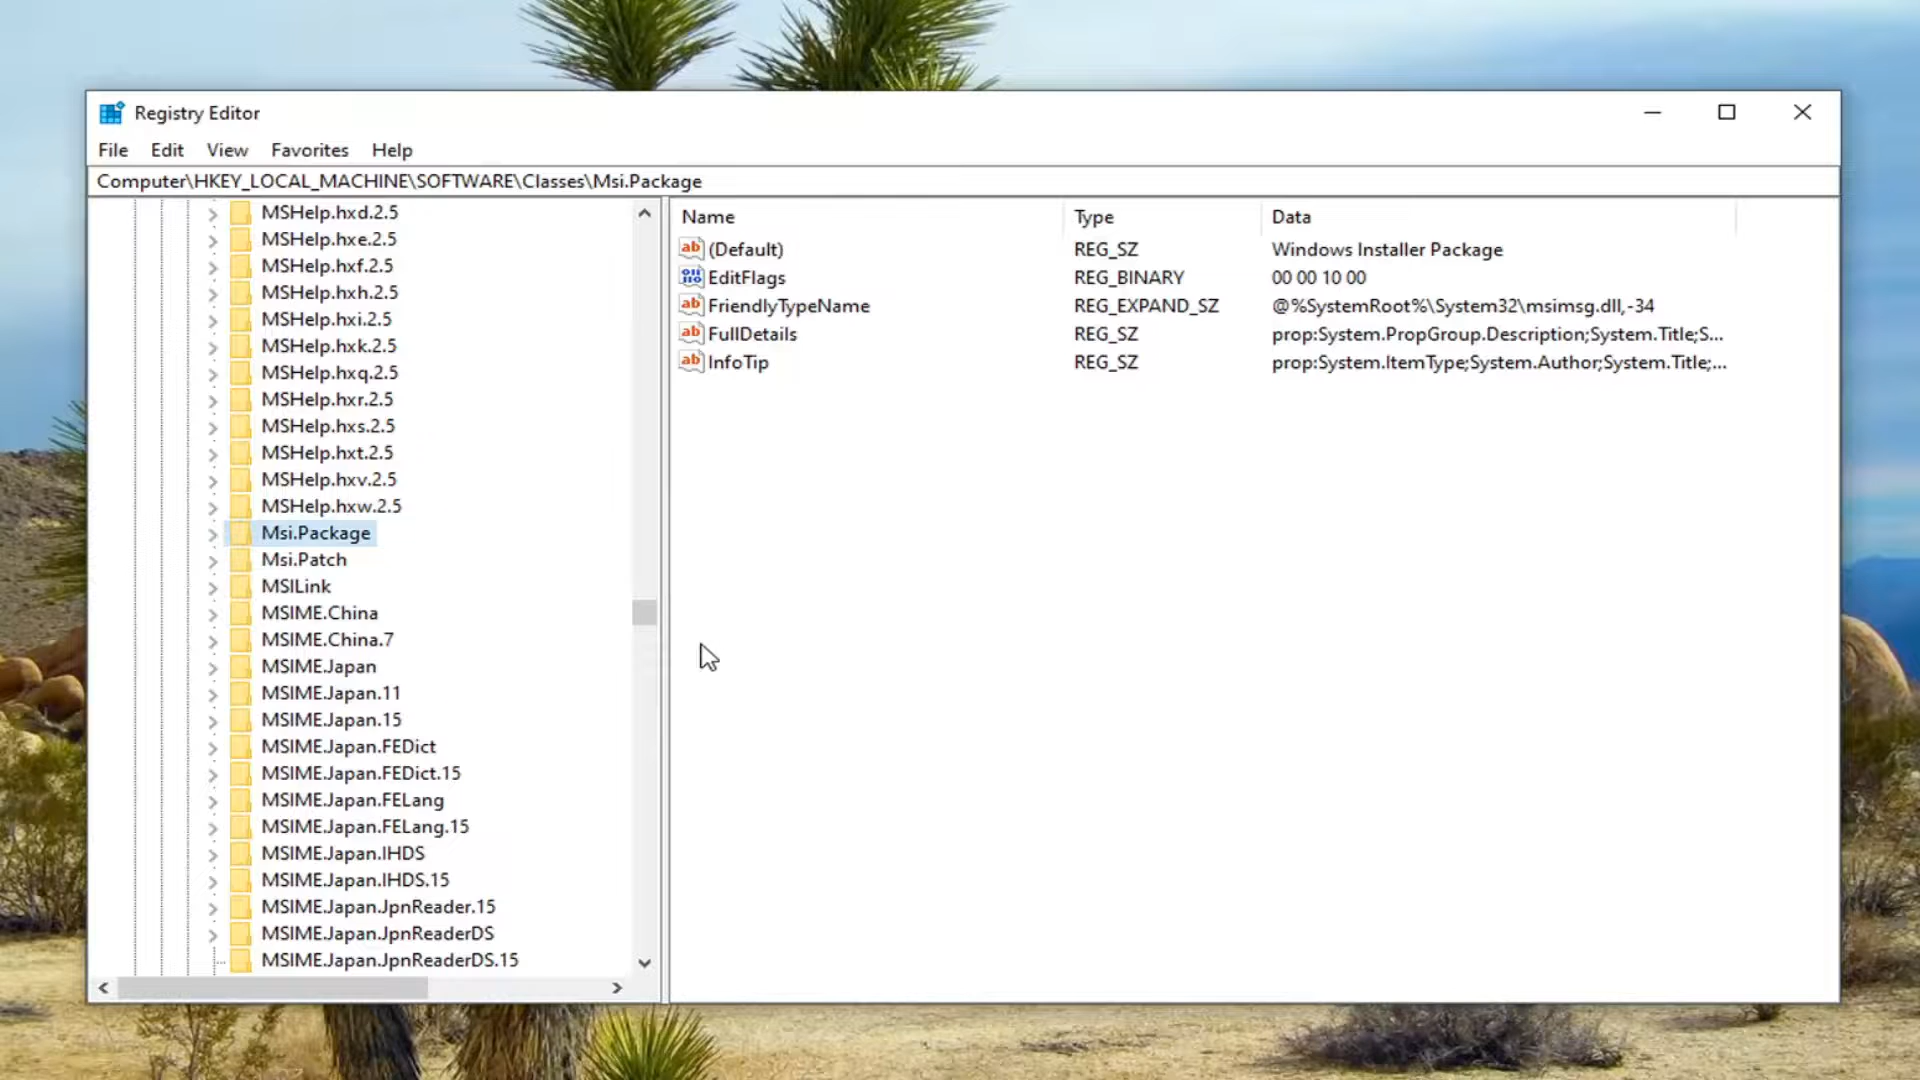 Registry Editor
File Edit View Favorites Help
Computer\HKEY_LOCAL_MACHINE\SOFTWARE\Classes\Msi.Package
MSHelp.hxd.2.5
MSHelp.hxe.2.5
MSHelp.hxf.2.5
MSHelp.hxh.2.5
MSHelp.hxi.2.5
MSHelp.hxk.2.5
MSHelp.hxq.2.5
MSHelp.hxr.2.5
MSHelp.hxs.2.5
MSHelp.hxt.2.5
MSHelp.hxv.2.5
MSHelp.hxw.2.5
Msi.Package
Msi.Patch
MSILink
MSIME.China
MSIME.China.7
MSIME.Japan
MSIME.Japan.11
MSIME.Japan.15
MSIME.Japan.FEDict
MSIME.Japan.FEDict.15
MSIME.Japan.FELang
MSIME.Japan.FELang.15
MSIME.Japan.IHDS
MSIME.Japan.IHDS.15
MSIME.Japan.JpnReader.15
MSIME.Japan.JpnReaderDS
MSIME.Japan.JpnReaderDS.15
Name Type Data
(Default) REG_SZ Windows Installer Package
EditFlags REG_BINARY 00 00 10 00
FriendlyTypeName REG_EXPAND_SZ @%SystemRoot%\System32\msimsg.dll,-34
FullDetails REG_SZ prop:System.PropGroup.Description;System.Title;S...
InfoTip REG_SZ prop:System.ItemType;System.Author;System.Title;...